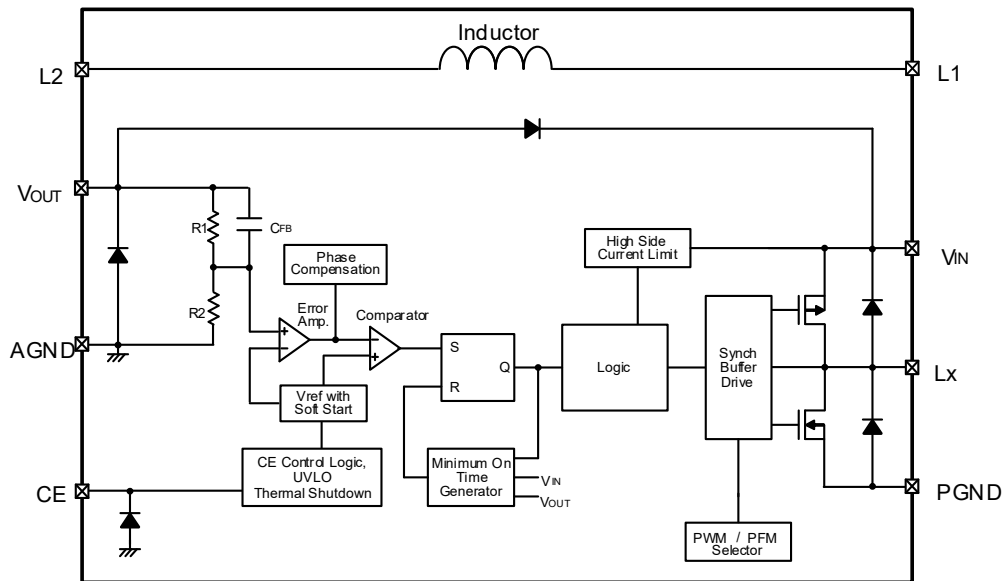 Inductor
L2
L1
VOUT
R1
CFB
High Side
Current Limit
VIN
Phase
Compensation
R2
Error
Amp.
Comparator
AGND
S
Q
R
Logic
Synch
Buffer
Drive
LX
Vref with
Soft Start
CE Control Logic,
UVLO
Thermal Shutdown
Minimum On
Time
Generator
VIN
VOUT
CE
PGND
PWM / PFM
Selector